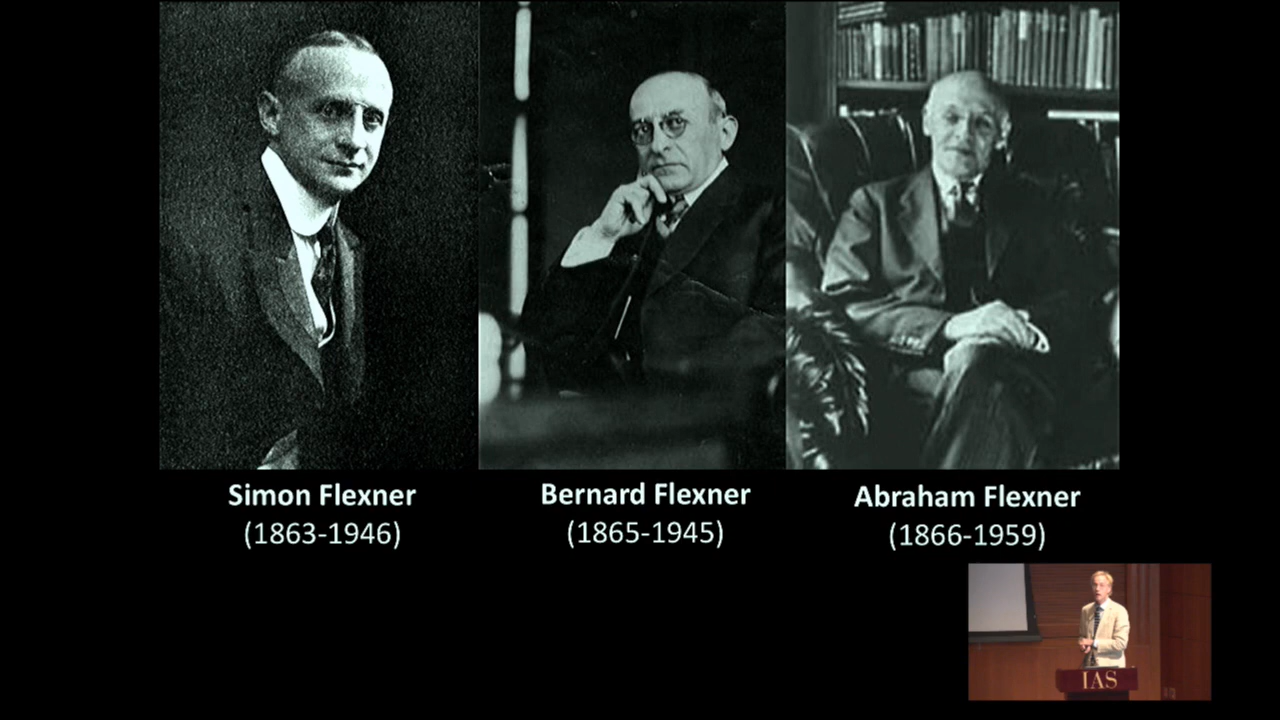 Simon Flexner
(1863-1946)
Bernard Flexner
(1865-1945)
Abraham Flexner
(1866-1959)
IAS